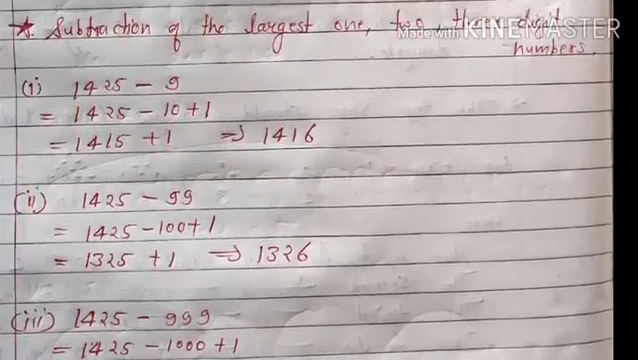 * Subtraction of the largest one, two, three digit
Made with KINEMASTER
numbers.
(i) 1425 - 9
= 1425 - 10 + 1
= 1415 + 1 ⇒ 1416
(ii) 1425 - 99
= 1425 - 100 + 1
= 1325 + 1 ⇒ 1326
(iii) 1425 - 999
= 1425 - 1000 + 1